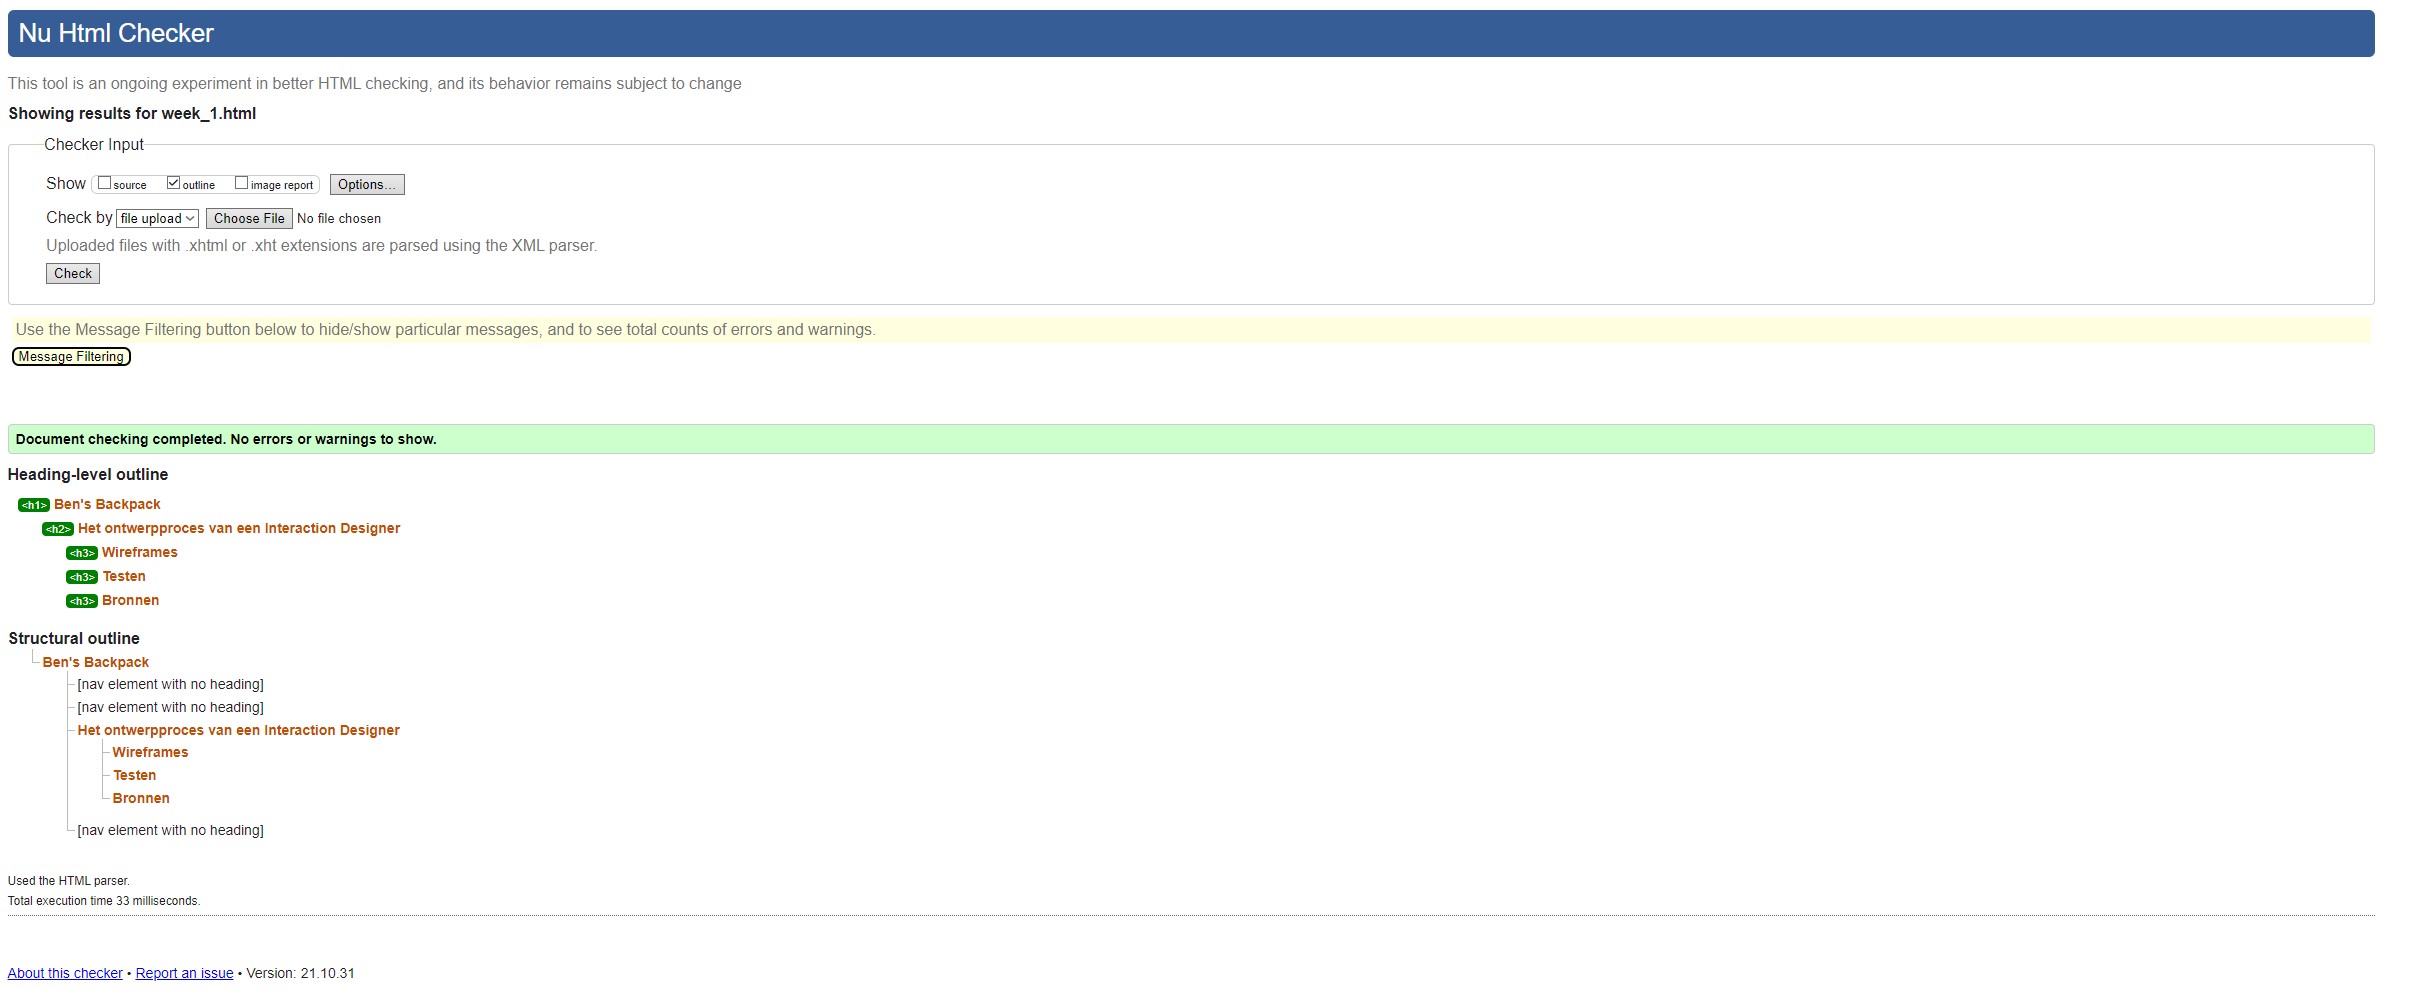 Nu Html Checker
This tool is an ongoing experiment in better HTML checking, and its behavior remains subject to change
Showing results for week_1.html
Checker Input
Show source outline image report Options...
Check by file upload Choose File No file chosen
Uploaded files with .xhtml or .xht extensions are parsed using the XML parser.
Check
Use the Message Filtering button below to hide/show particular messages, and to see total counts of errors and warnings.
Message Filtering
Document checking completed. No errors or warnings to show.
Heading-level outline
<h1> Ben's Backpack
<h2> Het ontwerpproces van een Interaction Designer
<h3> Wireframes
<h3> Testen
<h3> Bronnen
Structural outline
Ben's Backpack
[nav element with no heading]
[nav element with no heading]
Het ontwerpproces van een Interaction Designer
Wireframes
Testen
Bronnen
[nav element with no heading]
Used the HTML parser.
Total execution time 33 milliseconds.
About this checker • Report an issue • Version: 21.10.31